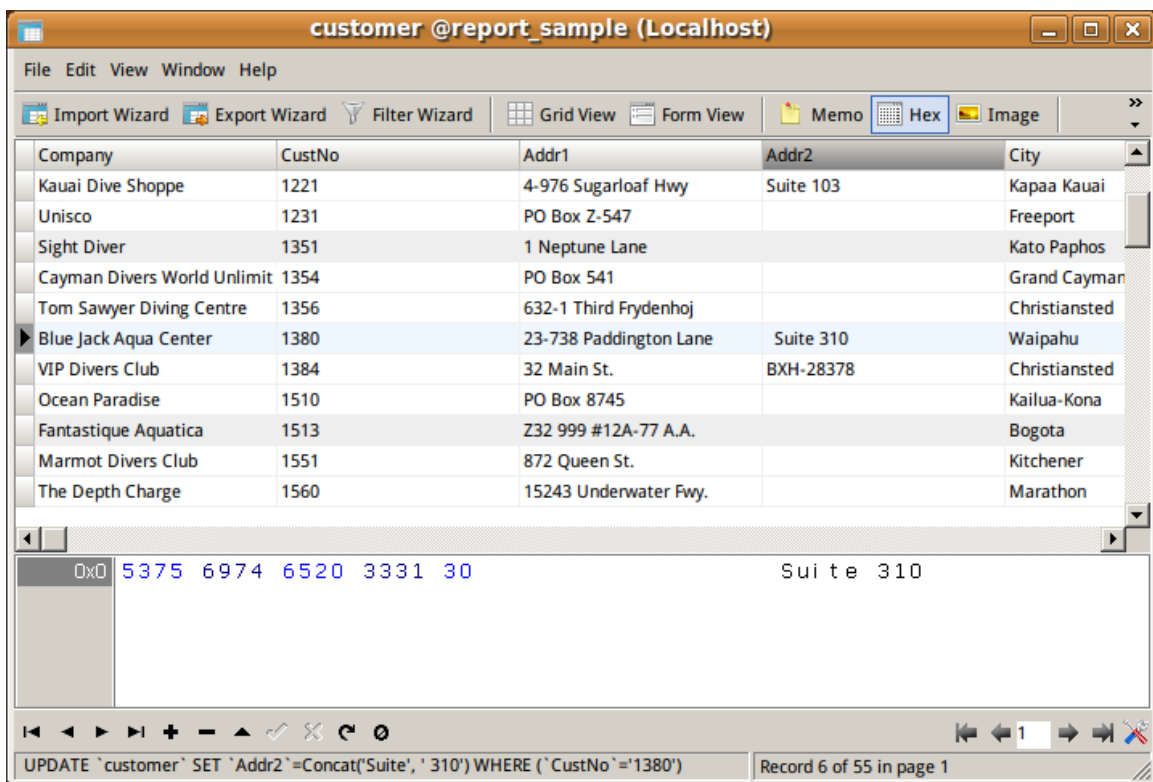 customer @report_sample (Localhost)
File Edit View Window Help
Import Wizard Export Wizard Filter Wizard Grid View Form View Memo Hex Image »
Company CustNo Addr1 Addr2 City
Kauai Dive Shoppe 1221 4-976 Sugarloaf Hwy Suite 103 Kapaa Kauai
Unisco 1231 PO Box Z-547 Freeport
Sight Diver 1351 1 Neptune Lane Kato Paphos
Cayman Divers World Unlimit 1354 PO Box 541 Grand Cayman
Tom Sawyer Diving Centre 1356 632-1 Third Frydenhoj Christiansted
Blue Jack Aqua Center 1380 23-738 Paddington Lane Suite 310 Waipahu
VIP Divers Club 1384 32 Main St. BXH-28378 Christiansted
Ocean Paradise 1510 PO Box 8745 Kailua-Kona
Fantastique Aquatica 1513 Z32 999 #12A-77 A.A. Bogota
Marmot Divers Club 1551 872 Queen St. Kitchener
The Depth Charge 1560 15243 Underwater Fwy. Marathon
0x0 5375 6974 6520 3331 30 Suite 310
1
UPDATE `customer` SET `Addr2`=Concat('Suite', ' 310') WHERE (`CustNo`='1380') Record 6 of 55 in page 1